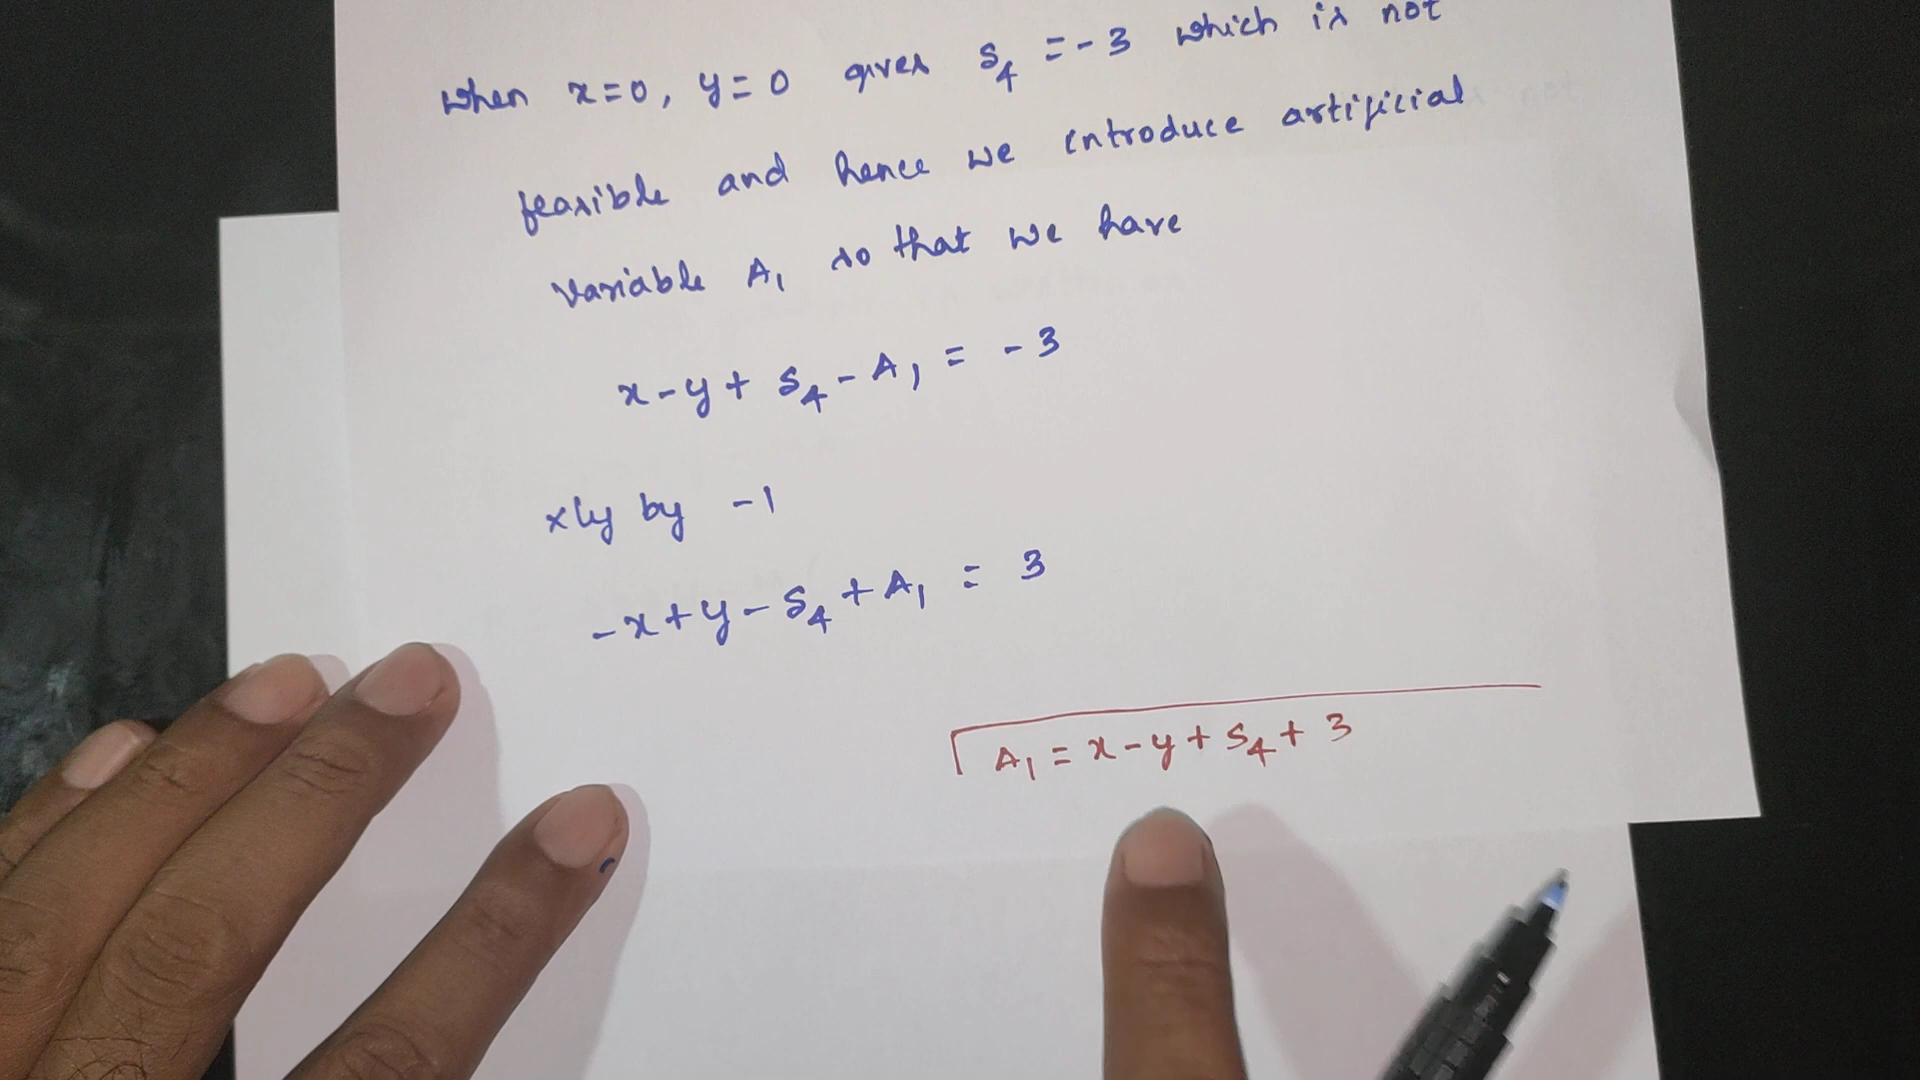 when x=0, y=0 gives S₄ = -3 which is not
feasible and hence we introduce artificial
variable A₁ so that we have
x-y+S₄-A₁ = -3
xly by -1
-x+y-S₄+A₁ = 3
A₁ = x-y+S₄+3